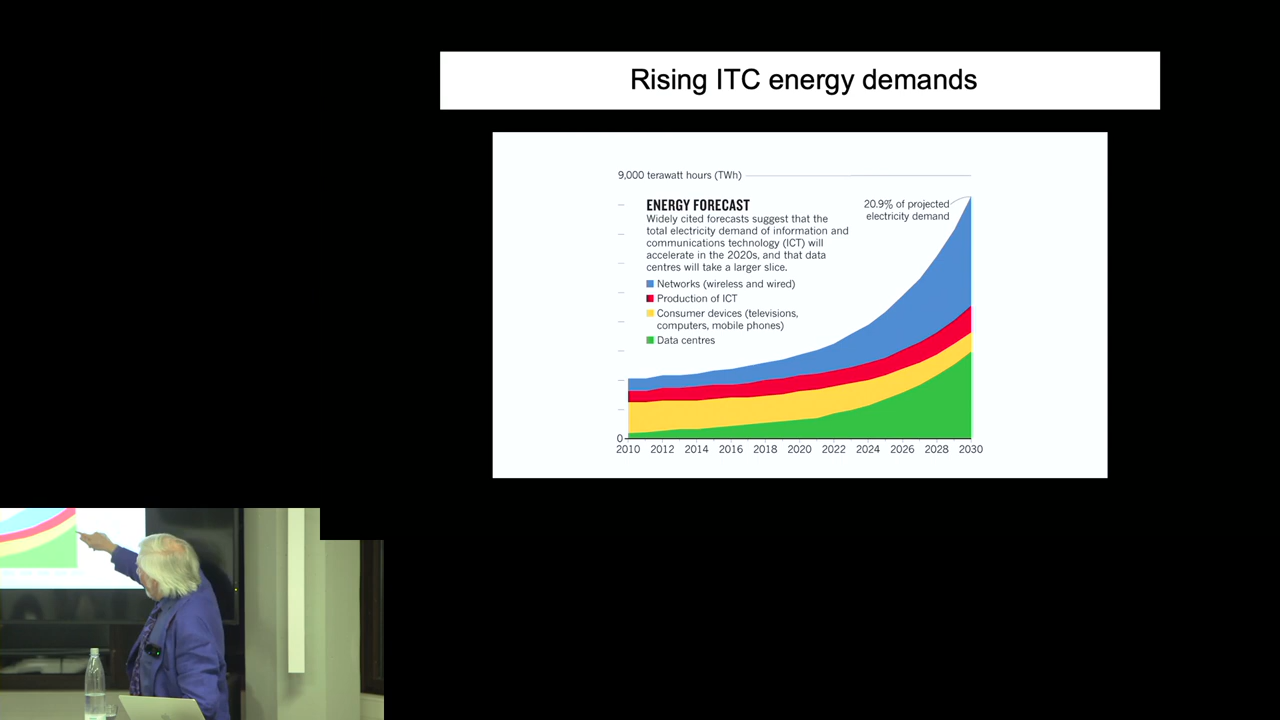 Rising ITC energy demands
9,000 terawatt hours (TWh)
ENERGY FORECAST
Widely cited forecasts suggest that the
total electricity demand of information and
communications technology (ICT) will
accelerate in the 2020s, and that data
centres will take a larger slice.
20.9% of projected
electricity demand
Networks (wireless and wired)
Production of ICT
Consumer devices (televisions,
computers, mobile phones)
Data centres
0
2010 2012 2014 2016 2018 2020 2022 2024 2026 2028 2030